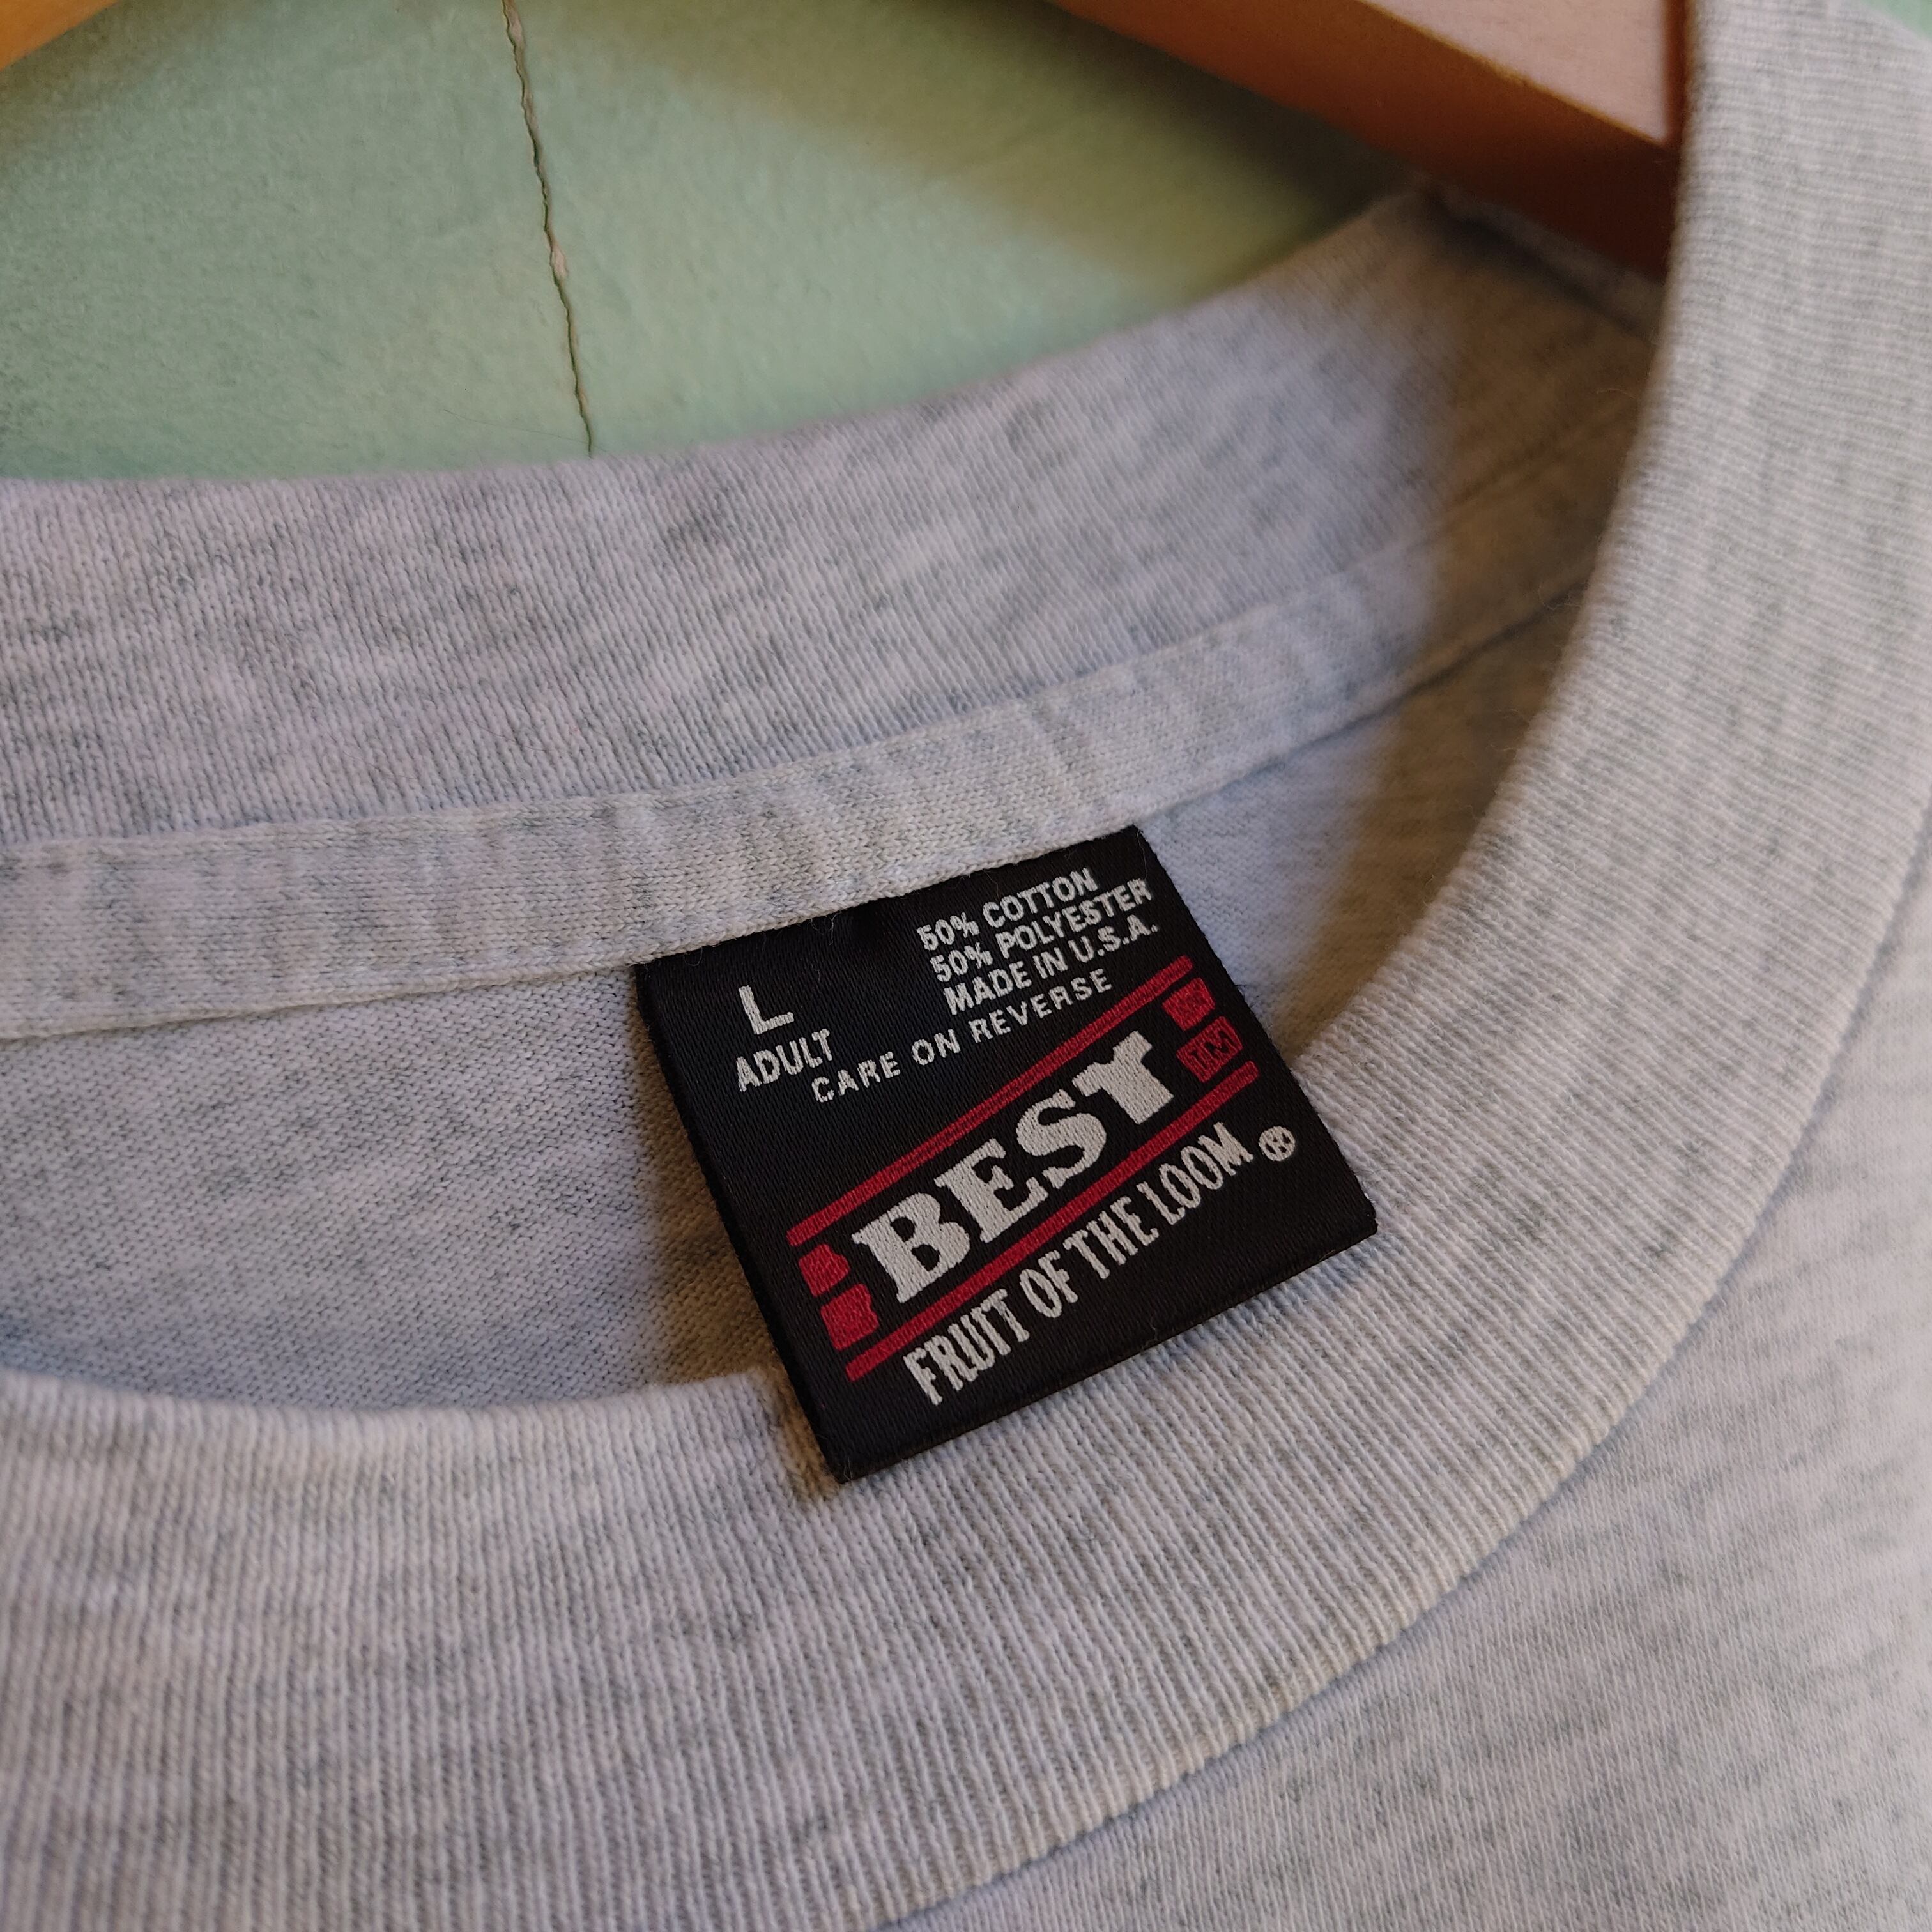 50% COTTON
50% POLYESTER
MADE IN U.S.A.
L
ADULT
CARE ON REVERSE
BEST
TM
FRUIT OF THE LOOM ®